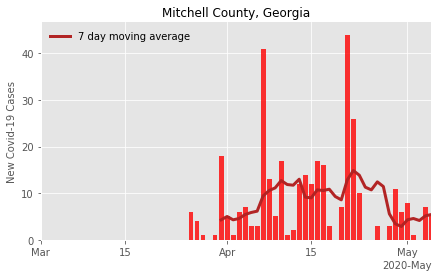 Mitchell County, Georgia
7 day moving average
New Covid-19 Cases
40
30
20
10
0
Mar
15
Apr
15
May
2020-May